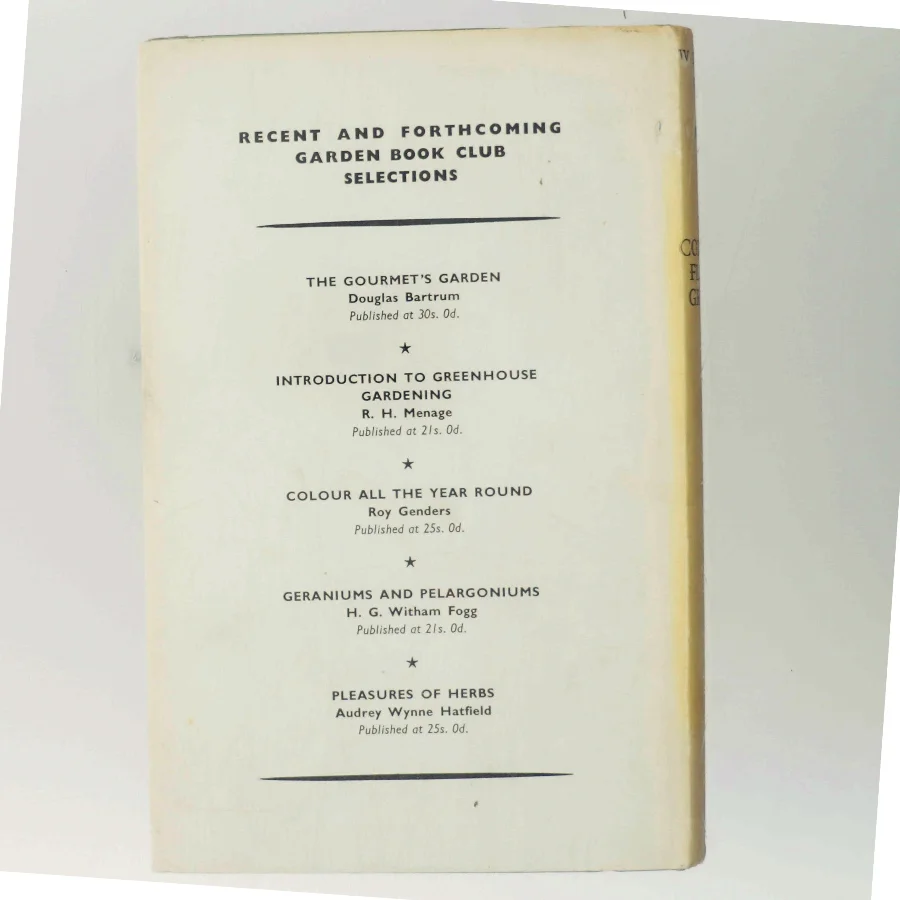 RECENT AND FORTHCOMING
GARDEN BOOK CLUB
SELECTIONS
THE GOURMET'S GARDEN
Douglas Bartrum
Published at 30s. 0d.
★
INTRODUCTION TO GREENHOUSE
GARDENING
R. H. Menage
Published at 21s. 0d.
★
COLOUR ALL THE YEAR ROUND
Roy Genders
Published at 25s. 0d.
★
GERANIUMS AND PELARGONIUMS
H. G. Witham Fogg
Published at 21s. 0d.
★
PLEASURES OF HERBS
Audrey Wynne Hatfield
Published at 25s. 0d.